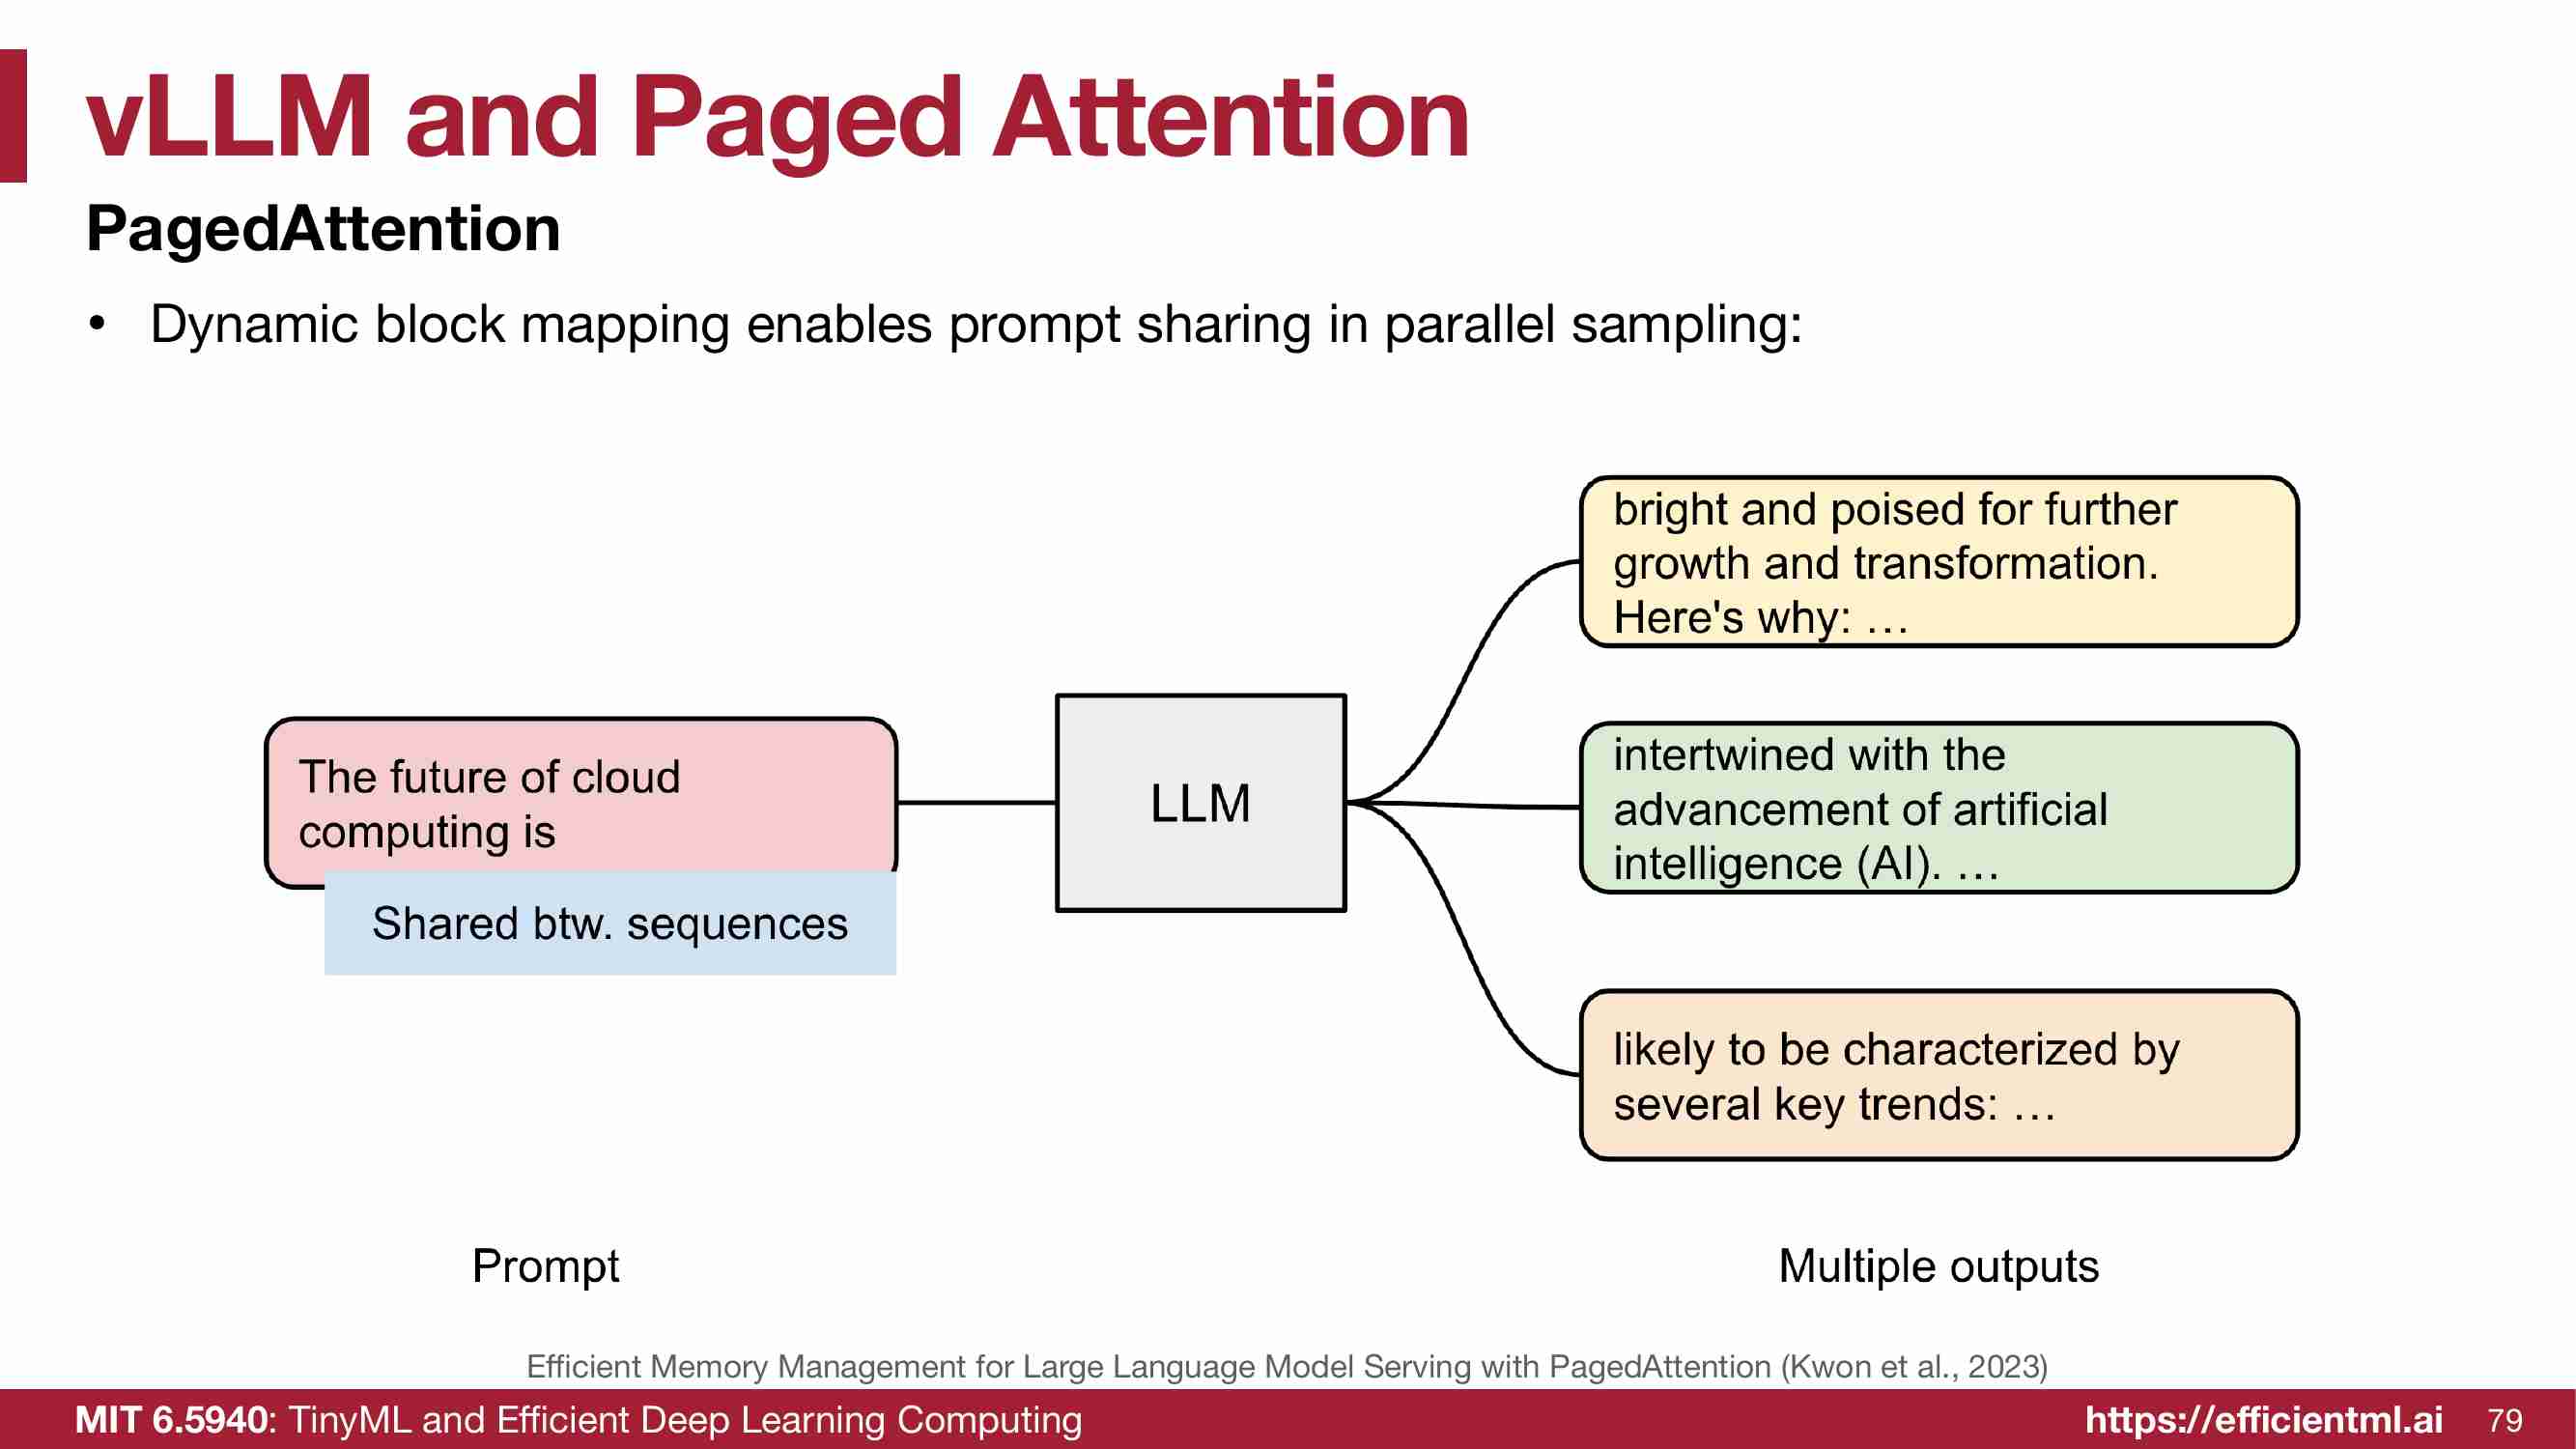 vLLM and Paged Attention
PagedAttention
• Dynamic block mapping enables prompt sharing in parallel sampling:
The future of cloud
computing is
Shared btw. sequences
LLM
bright and poised for further
growth and transformation.
Here's why: …
intertwined with the
advancement of artificial
intelligence (AI). …
likely to be characterized by
several key trends: …
Prompt
Multiple outputs
Efficient Memory Management for Large Language Model Serving with PagedAttention (Kwon et al., 2023)
MIT 6.5940: TinyML and Efficient Deep Learning Computing
https://efficientml.ai 79